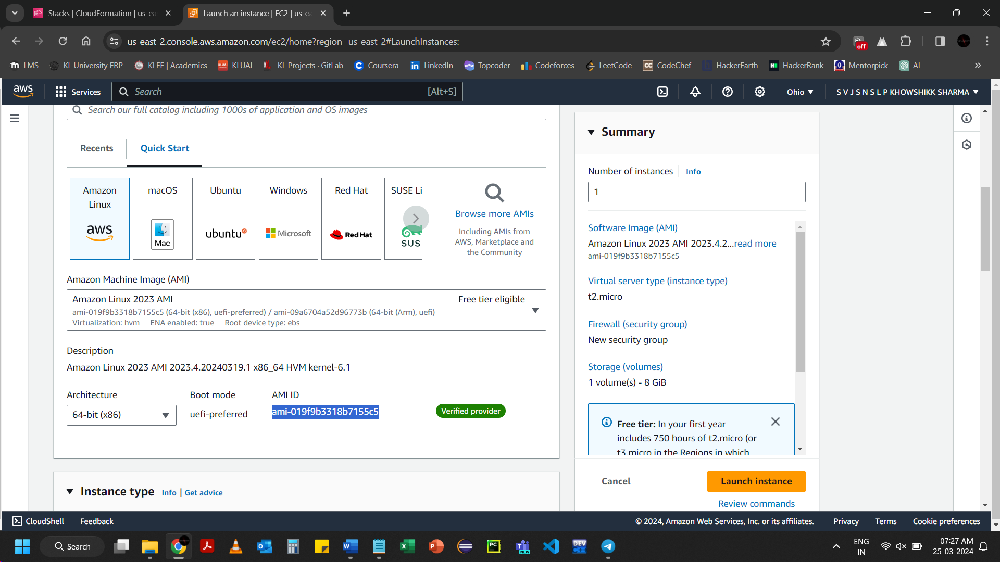 Stacks | CloudFormation | us-ea
Launch an instance | EC2 | us-ea
us-east-2.console.aws.amazon.com/ec2/home?region=us-east-2#LaunchInstances:
off
LMS
KL University ERP
KLEF | Academics
KLUAI
KL Projects · GitLab
Coursera
LinkedIn
Topcoder
Codeforces
LeetCode
CodeChef
HackerEarth
HackerRank
Mentorpick
AI
aws
Services
Search
[Alt+S]
Ohio
S V J S N S L P KHOWSHIKK SHARMA
Search our full catalog including 1000s of application and OS images
Recents
Quick Start
Amazon
Linux
aws
macOS
Mac
Ubuntu
ubuntu
Windows
Microsoft
Red Hat
Red Hat
SUSE Li
SUSI
Browse more AMIs
Including AMIs from
AWS, Marketplace and
the Community
Amazon Machine Image (AMI)
Amazon Linux 2023 AMI
Free tier eligible
ami-019f9b3318b7155c5 (64-bit (x86), uefi-preferred) / ami-09a6704a52d96773b (64-bit (Arm), uefi)
Virtualization: hvm ENA enabled: true Root device type: ebs
Description
Amazon Linux 2023 AMI 2023.4.20240319.1 x86_64 HVM kernel-6.1
Architecture
64-bit (x86)
Boot mode
uefi-preferred
AMI ID
ami-019f9b3318b7155c5
Verified provider
Instance type Info | Get advice
Summary
Number of instances Info
1
Software Image (AMI)
Amazon Linux 2023 AMI 2023.4.2...read more
ami-019f9b3318b7155c5
Virtual server type (instance type)
t2.micro
Firewall (security group)
New security group
Storage (volumes)
1 volume(s) - 8 GiB
Free tier: In your first year
includes 750 hours of t2.micro (or
t3.micro in the Regions in which
Cancel
Launch instance
Review commands
CloudShell
Feedback
© 2024, Amazon Web Services, Inc. or its affiliates.
Privacy
Terms
Cookie preferences
Search
PC
NEW
DEV
ENG
IN
07:27 AM
25-03-2024